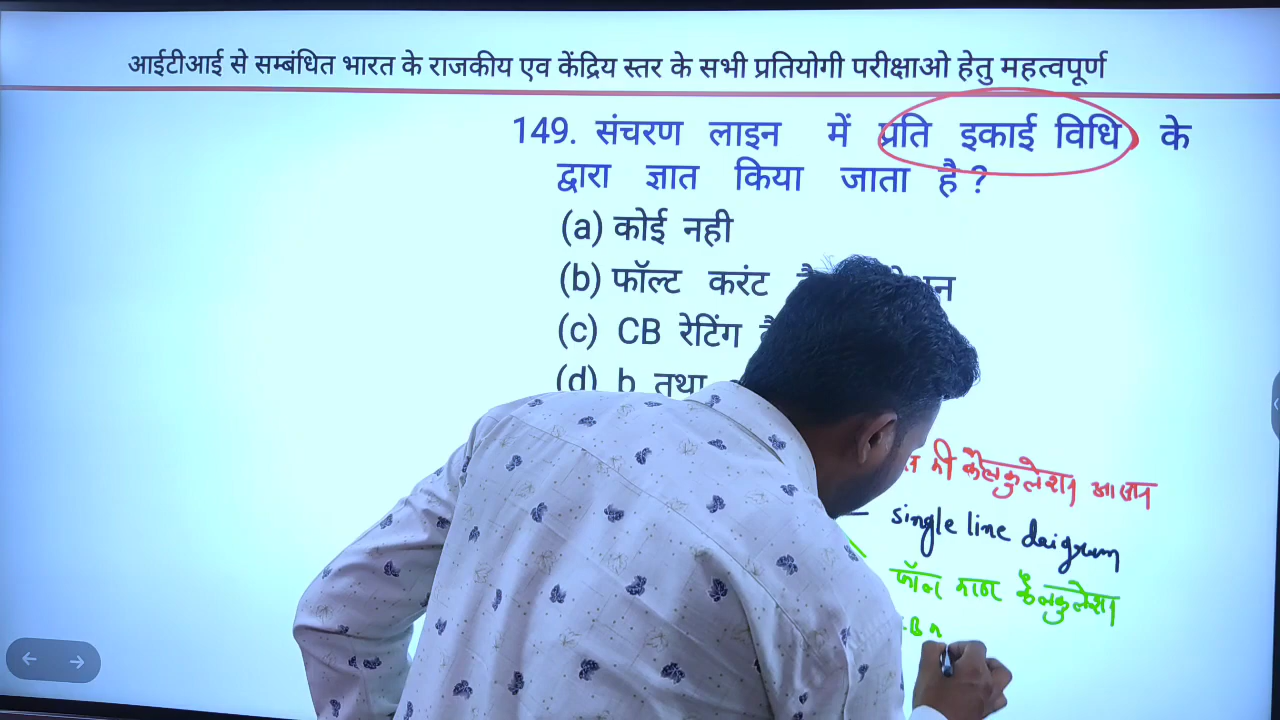 आईटीआई से सम्बंधित भारत के राजकीय एव केंद्रिय स्तर के सभी प्रतियोगी परीक्षाओ हेतु महत्वपूर्ण
149. संचरण लाइन में प्रति इकाई विधि के
द्वारा ज्ञात किया जाता है ?
(a) कोई नही
(b) फॉल्ट करंट
(c) CB रेटिंग
(d) b तथा
की कैलकुलेशन आसान
single line daigram
कैलकुलेशन